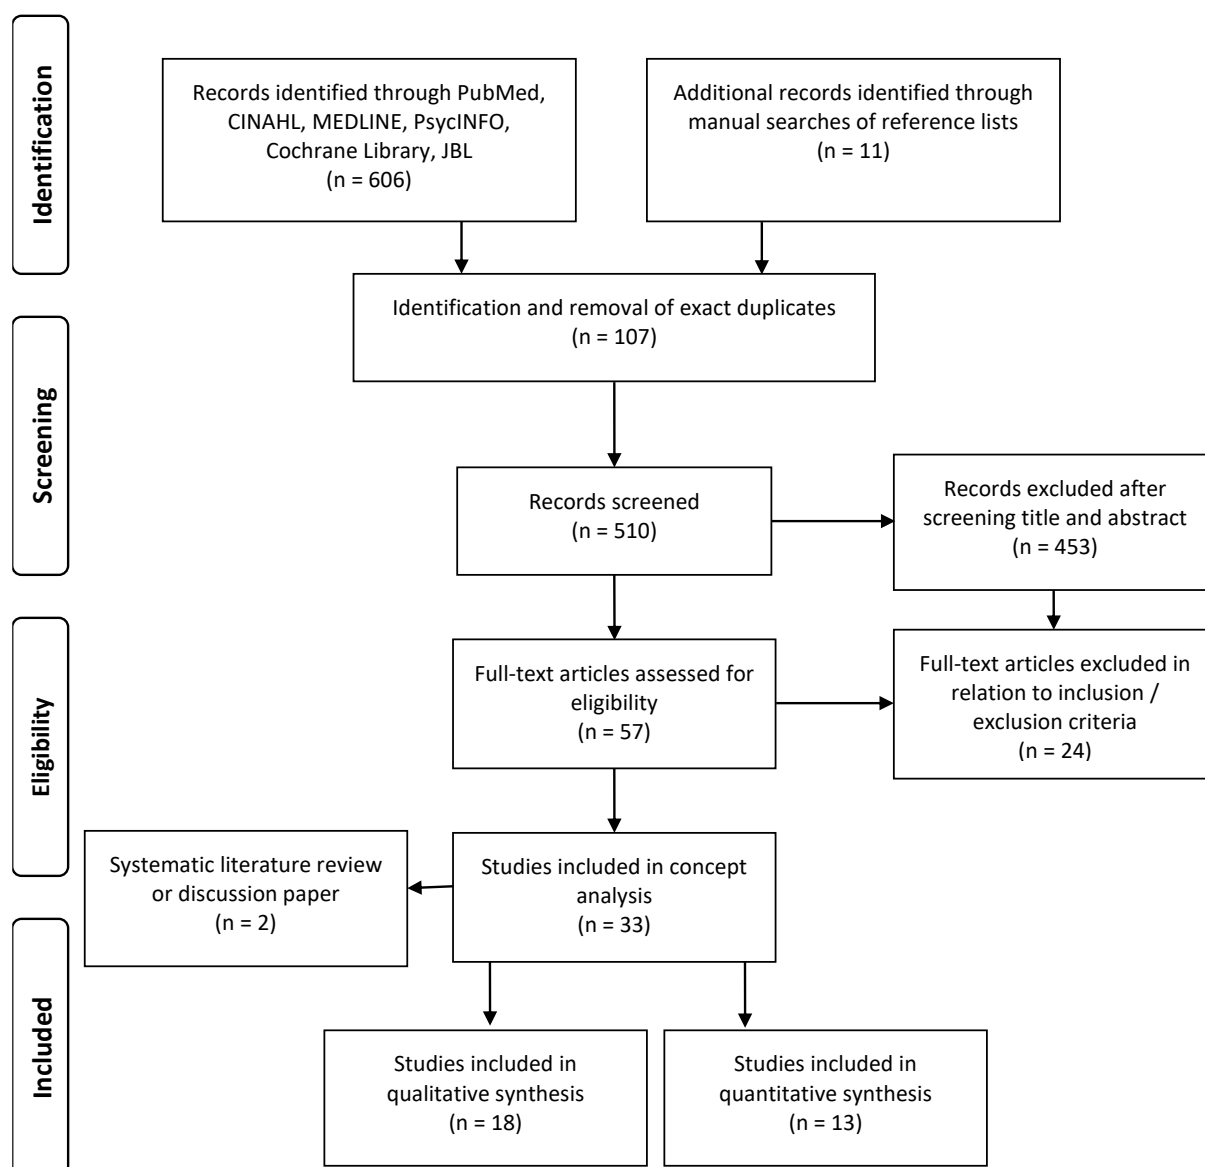 Identification
Records identified through PubMed,
CINAHL, MEDLINE, PsycINFO,
Cochrane Library, JBL
(n = 606)
Additional records identified through
manual searches of reference lists
(n = 11)
Identification and removal of exact duplicates
(n = 107)
Screening
Records screened
(n = 510)
Records excluded after
screening title and abstract
(n = 453)
Eligibility
Full-text articles assessed for
eligibility
(n = 57)
Full-text articles excluded in
relation to inclusion /
exclusion criteria
(n = 24)
Systematic literature review
or discussion paper
(n = 2)
Studies included in concept
analysis
(n = 33)
Included
Studies included in
qualitative synthesis
(n = 18)
Studies included in
quantitative synthesis
(n = 13)